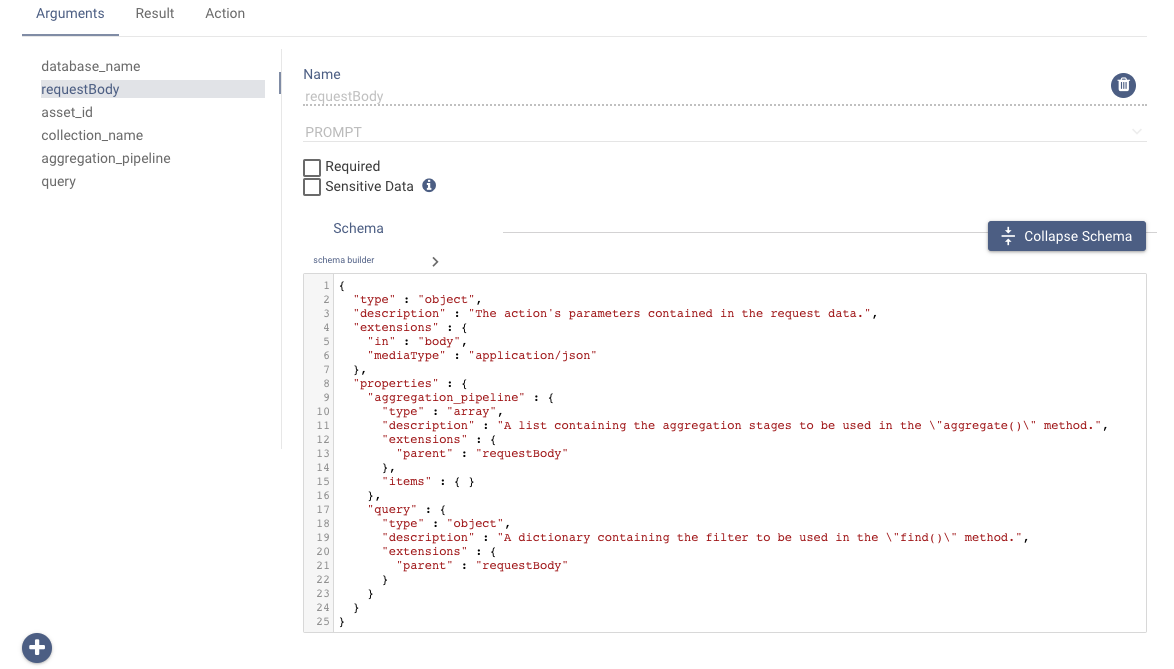 Arguments Result Action
database_name
requestBody
asset_id
collection_name
aggregation_pipeline
query
Name
requestBody
PROMPT
Required
Sensitive Data
Schema
Collapse Schema
schema builder
1 {
2   "type" : "object",
3   "description" : "The action's parameters contained in the request data.",
4   "extensions" : {
5     "in" : "body",
6     "mediaType" : "application/json"
7   },
8   "properties" : {
9     "aggregation_pipeline" : {
10       "type" : "array",
11       "description" : "A list containing the aggregation stages to be used in the \"aggregate()\" method.",
12       "extensions" : {
13         "parent" : "requestBody"
14       },
15       "items" : { }
16     },
17     "query" : {
18       "type" : "object",
19       "description" : "A dictionary containing the filter to be used in the \"find()\" method.",
20       "extensions" : {
21         "parent" : "requestBody"
22       }
23     }
24   }
25 }